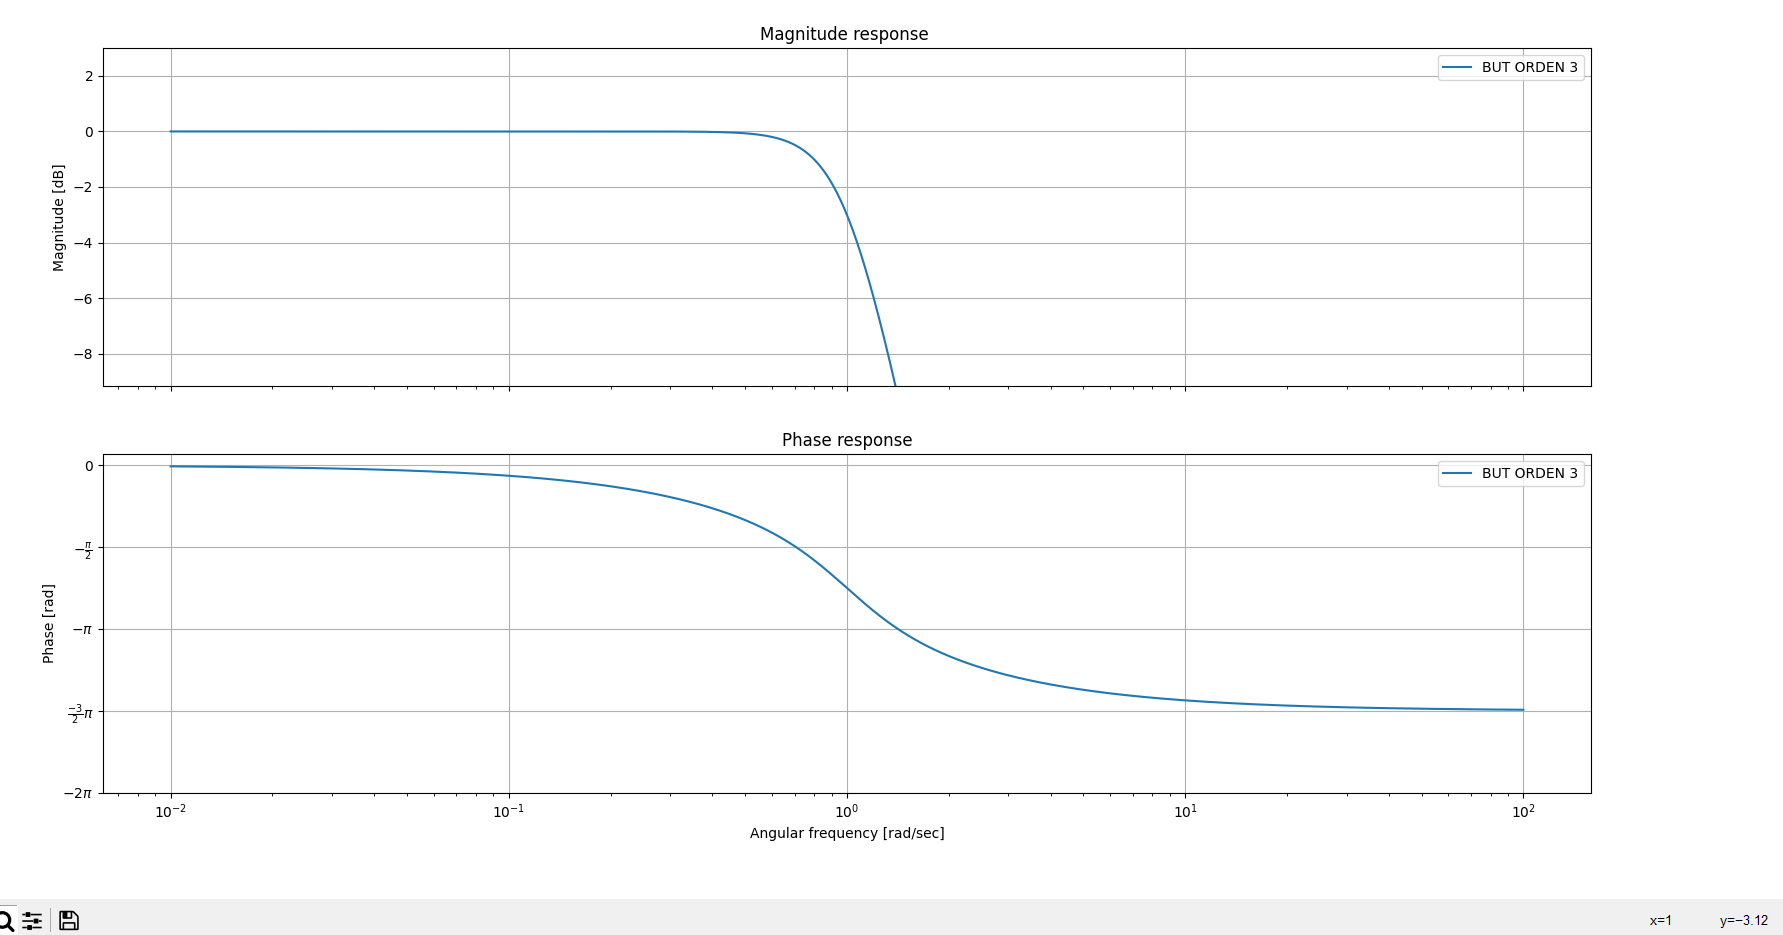 Magnitude response
BUT ORDEN 3
2
0
−2
−4
−6
−8
Magnitude [dB]
Phase response
BUT ORDEN 3
0
−π/2
−π
−3/2 π
−2π
Phase [rad]
10⁻² 10⁻¹ 10⁰ 10¹ 10²
Angular frequency [rad/sec]
x=1 y=−3.12